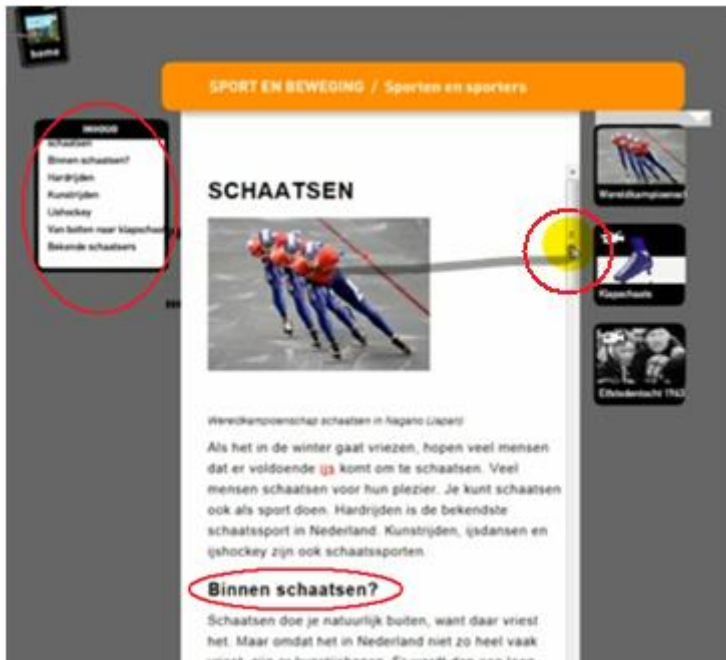 home
SPORT EN BEWEGING / Sporten en sporters
INHOUD
schaatsen
Binnen schaatsen?
Hardrijden
Kunstrijden
IJshockey
Van botten naar klapschaats
Bekende schaatsers
SCHAATSEN
Wereldkampioenschap schaatsen in Nagano (Japan)
Als het in de winter gaat vriezen, hopen veel mensen
dat er voldoende ijs komt om te schaatsen. Veel
mensen schaatsen voor hun plezier. Je kunt schaatsen
ook als sport doen. Hardrijden is de bekendste
schaatssport in Nederland. Kunstrijden, ijsdansen en
ijshockey zijn ook schaatssporten.
Binnen schaatsen?
Schaatsen doe je natuurlijk buiten, want daar vriest
het. Maar omdat het in Nederland niet zo heel vaak
Wereldkampioensc
Klapschaats
Elfstedentocht 1963